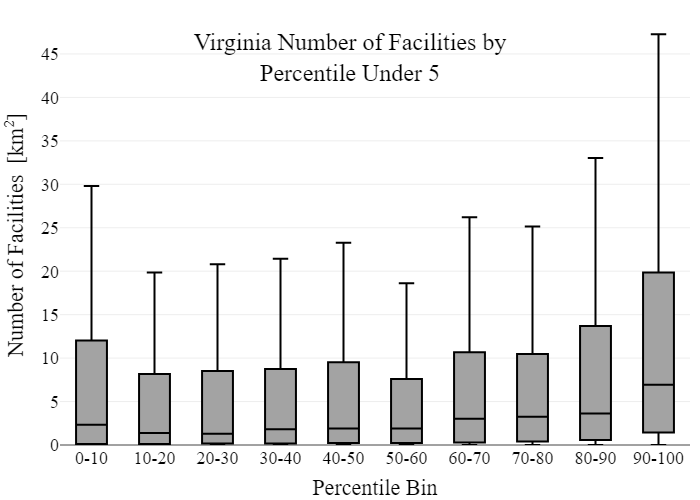 Virginia Number of Facilities by
Percentile Under 5
Number of Facilities [km²]
45
40
35
30
25
20
15
10
5
0
0-10 10-20 20-30 30-40 40-50 50-60 60-70 70-80 80-90 90-100
Percentile Bin